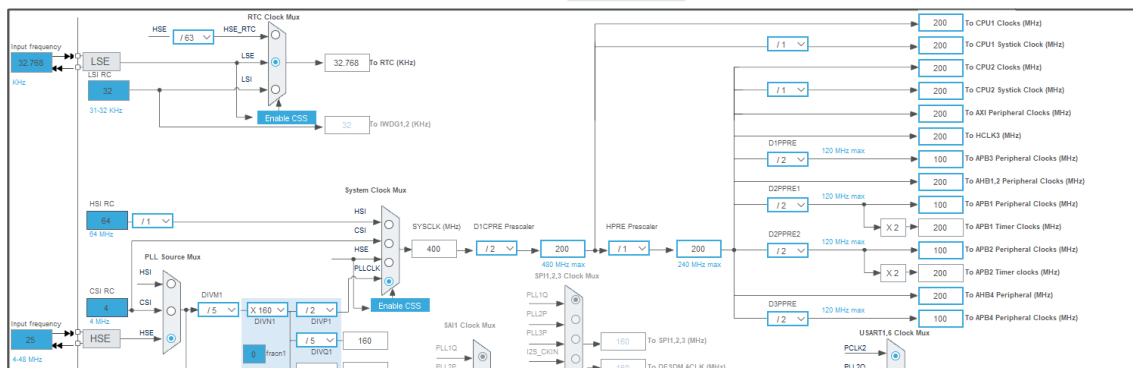 RTC Clock Mux
HSE
/ 63
HSE_RTC
Input frequency
32.768
KHz
LSE
LSE
32.768
To RTC (KHz)
LSI RC
32
LSI
31-32 KHz
Enable CSS
32
To IWDG1,2 (KHz)
200
To CPU1 Clocks (MHz)
/ 1
200
To CPU1 Systick Clock (MHz)
200
To CPU2 Clocks (MHz)
/ 1
200
To CPU2 Systick Clock (MHz)
200
To AXI Peripheral Clocks (MHz)
200
To HCLK3 (MHz)
D1PPRE
/ 2
120 MHz max
100
To APB3 Peripheral Clocks (MHz)
200
To AHB1,2 Peripheral Clocks (MHz)
D2PPRE1
/ 2
120 MHz max
100
To APB1 Peripheral Clocks (MHz)
X 2
200
To APB1 Timer Clocks (MHz)
D2PPRE2
/ 2
120 MHz max
100
To APB2 Peripheral Clocks (MHz)
X 2
200
To APB2 Timer clocks (MHz)
200
To AHB4 Peripheral (MHz)
D3PPRE
/ 2
120 MHz max
100
To APB4 Peripheral Clocks (MHz)
System Clock Mux
HSI RC
64
/ 1
64 MHz
HSI
CSI
HSE
PLLCLK
Enable CSS
SYSCLK (MHz)
400
D1CPRE Prescaler
/ 2
200
480 MHz max
HPRE Prescaler
/ 1
200
240 MHz max
PLL Source Mux
HSI
CSI RC
4
4 MHz
CSI
Input frequency
25
4-48 MHz
HSE
HSE
DIVM1
/ 5
X 160
DIVN1
/ 2
DIVP1
0
fracn1
/ 5
DIVQ1
160
SPI1,2,3 Clock Mux
PLL1Q
PLL2P
PLL3P
I2S_CKIN
160
To SPI1,2,3 (MHz)
160
To DFSDM ACLK (MHz)
SAI1 Clock Mux
PLL1Q
PLL2P
USART1,6 Clock Mux
PCLK2
PLL2Q